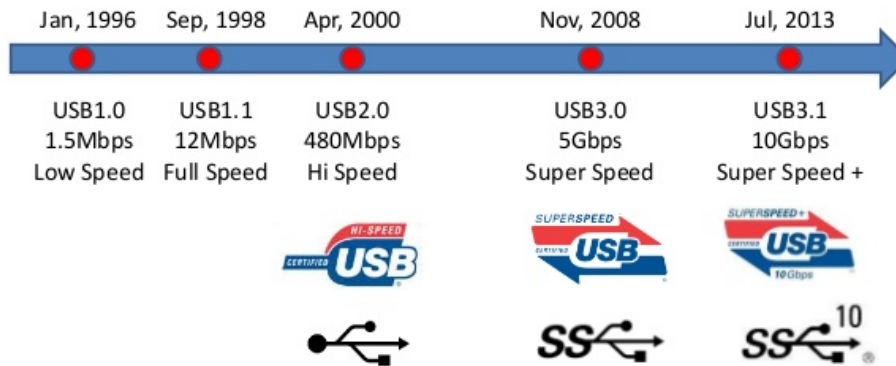 Jan, 1996 Sep, 1998 Apr, 2000 Nov, 2008 Jul, 2013
USB1.0 USB1.1 USB2.0 USB3.0 USB3.1
1.5Mbps 12Mbps 480Mbps 5Gbps 10Gbps
Low Speed Full Speed Hi Speed Super Speed Super Speed +
HI-SPEED SUPERSPEED SUPERSPEED+
CERTIFIED USB ® CERTIFIED USB ® CERTIFIED USB ®
10Gbps
SS SS 10 ®